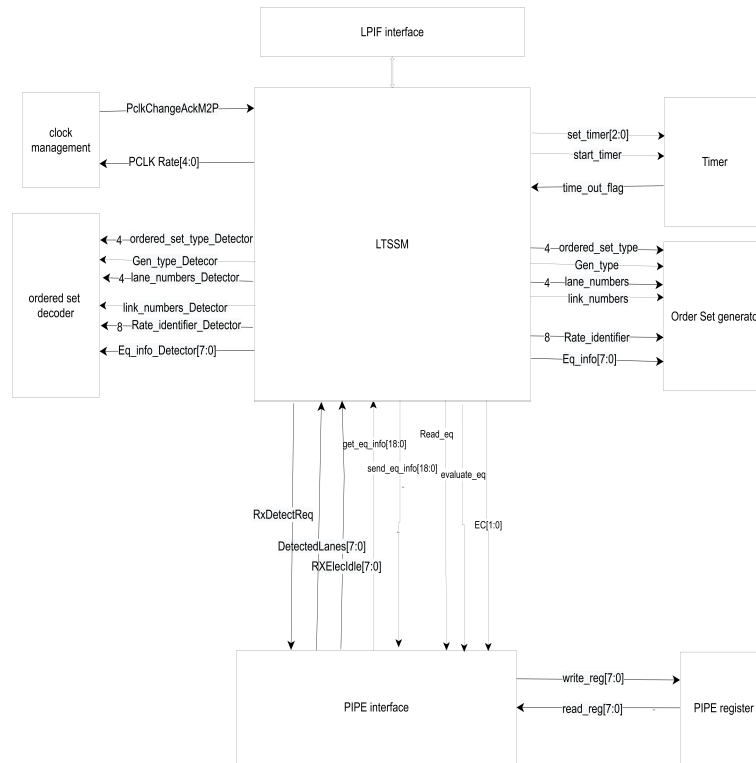 LPIF interface
clock
management
PclkChangeAckM2P
PCLK Rate[4:0]
LTSSM
set_timer[2:0]
start_timer
time_out_flag
Timer
ordered set
decoder
4 ordered_set_type_Detector
Gen_type_Detecor
4 lane_numbers_Detector
link_numbers_Detector
8 Rate_identifier_Detector
Eq_info_Detector[7:0]
4 ordered_set_type
Gen_type
4 lane_numbers
link_numbers
8 Rate_identifier
Eq_info[7:0]
Order Set generato
get_eq_info[18:0]
send_eq_info[18:0]
Read_eq
evaluate_eq
EC[1:0]
RxDetectReq
DetectedLanes[7:0]
RXElecIdle[7:0]
PIPE interface
write_reg[7:0]
read_reg[7:0]
PIPE register